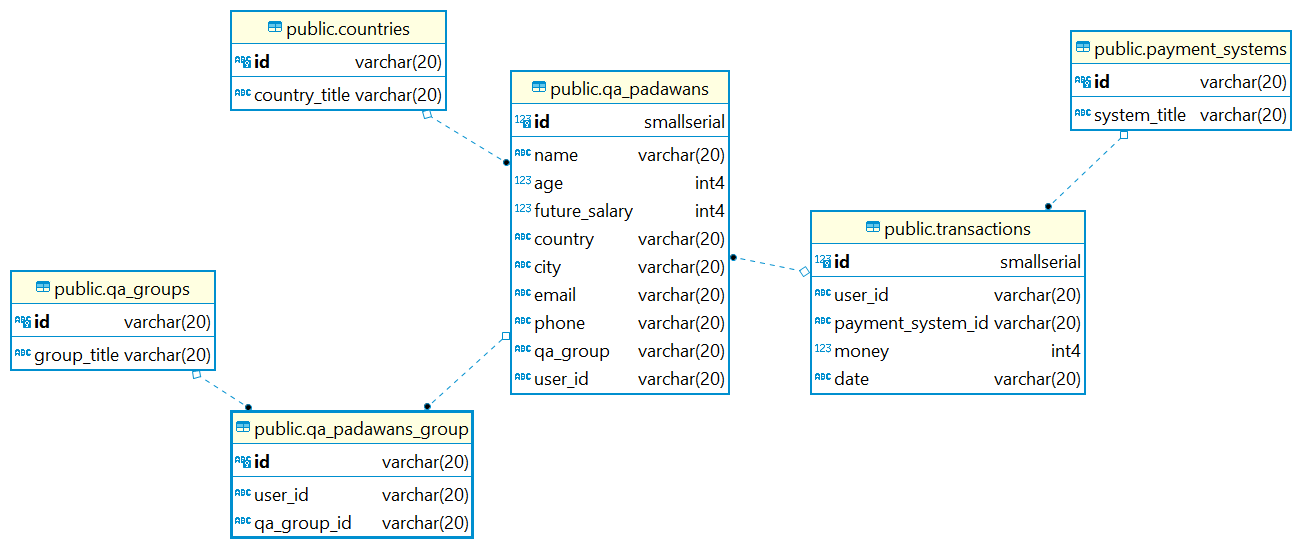 public.countries
id varchar(20)
country_title varchar(20)
public.qa_padawans
id smallserial
name varchar(20)
age int4
future_salary int4
country varchar(20)
city varchar(20)
email varchar(20)
phone varchar(20)
qa_group varchar(20)
user_id varchar(20)
public.payment_systems
id varchar(20)
system_title varchar(20)
public.transactions
id smallserial
user_id varchar(20)
payment_system_id varchar(20)
money int4
date varchar(20)
public.qa_groups
id varchar(20)
group_title varchar(20)
public.qa_padawans_group
id varchar(20)
user_id varchar(20)
qa_group_id varchar(20)